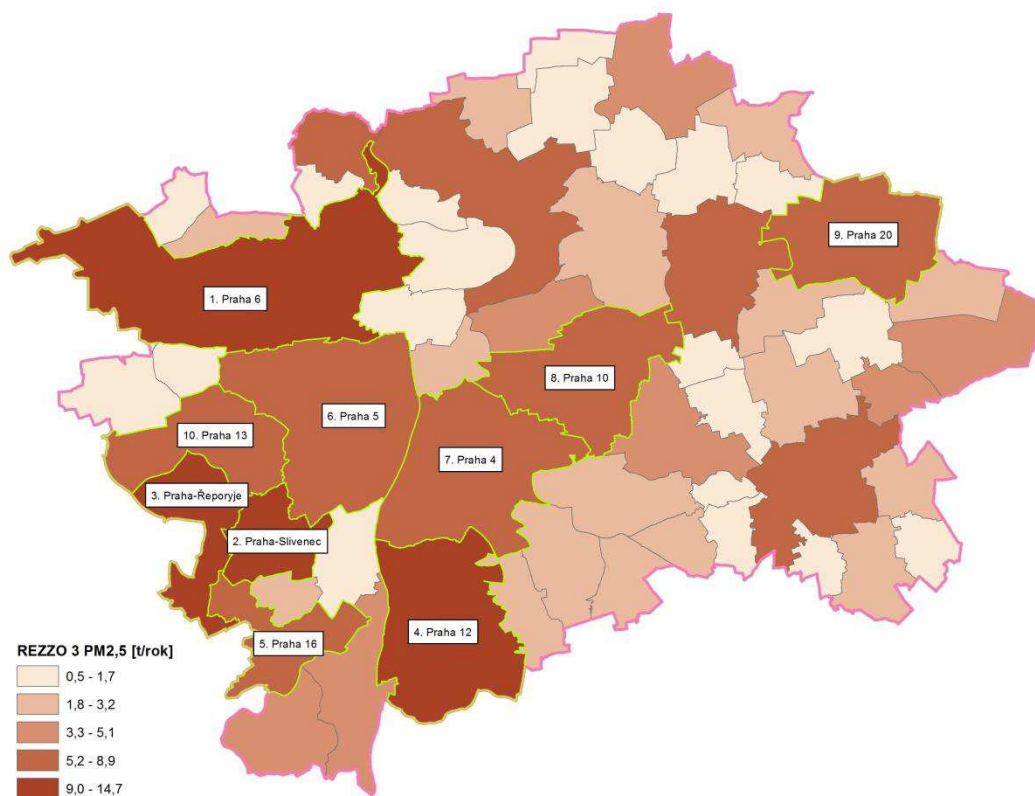 9. Praha 20
1. Praha 6
8. Praha 10
6. Praha 5
10. Praha 13
7. Praha 4
3. Praha-Řeporyje
2. Praha-Slivenec
4. Praha 12
5. Praha 16
REZZO 3 PM2,5 [t/rok]
0,5 - 1,7
1,8 - 3,2
3,3 - 5,1
5,2 - 8,9
9,0 - 14,7